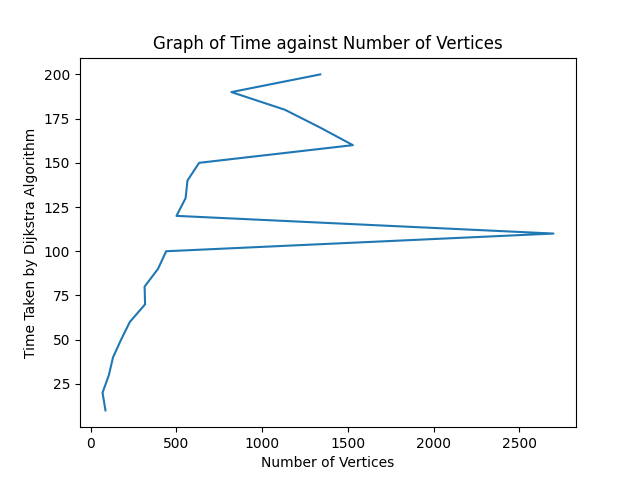 Graph of Time against Number of Vertices
200
175
150
125
100
75
50
25
Time Taken by Dijkstra Algorithm
0 500 1000 1500 2000 2500
Number of Vertices